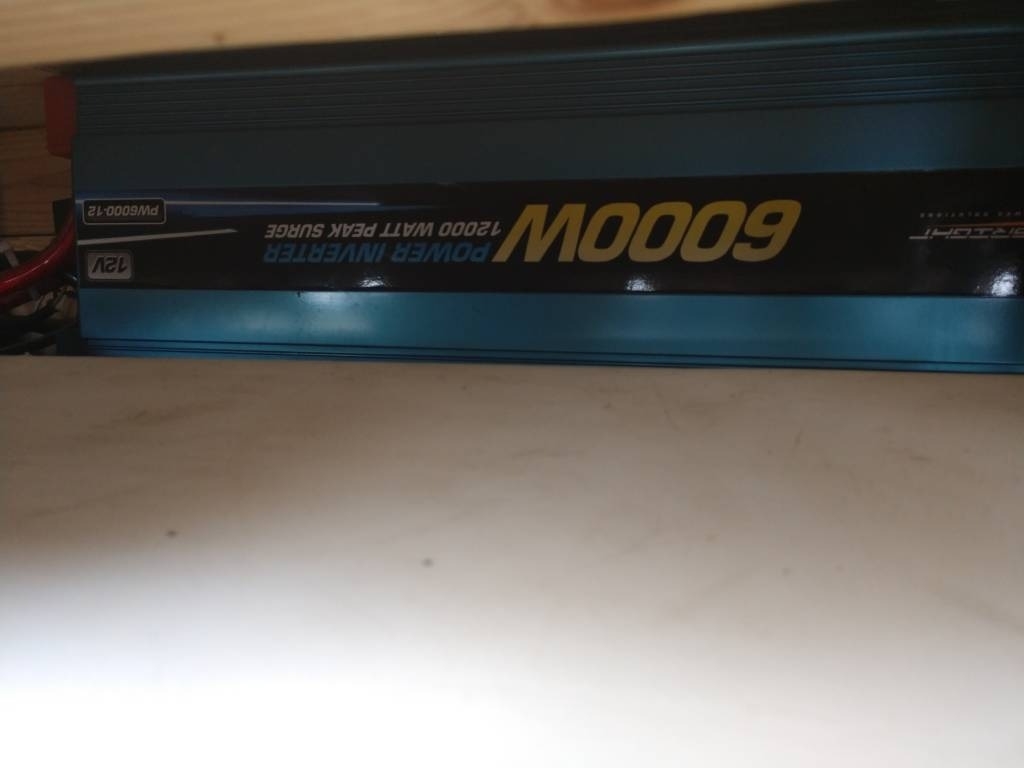 6000W
POWER INVERTER
12000 WATT PEAK SURGE
12V
PW6000-12